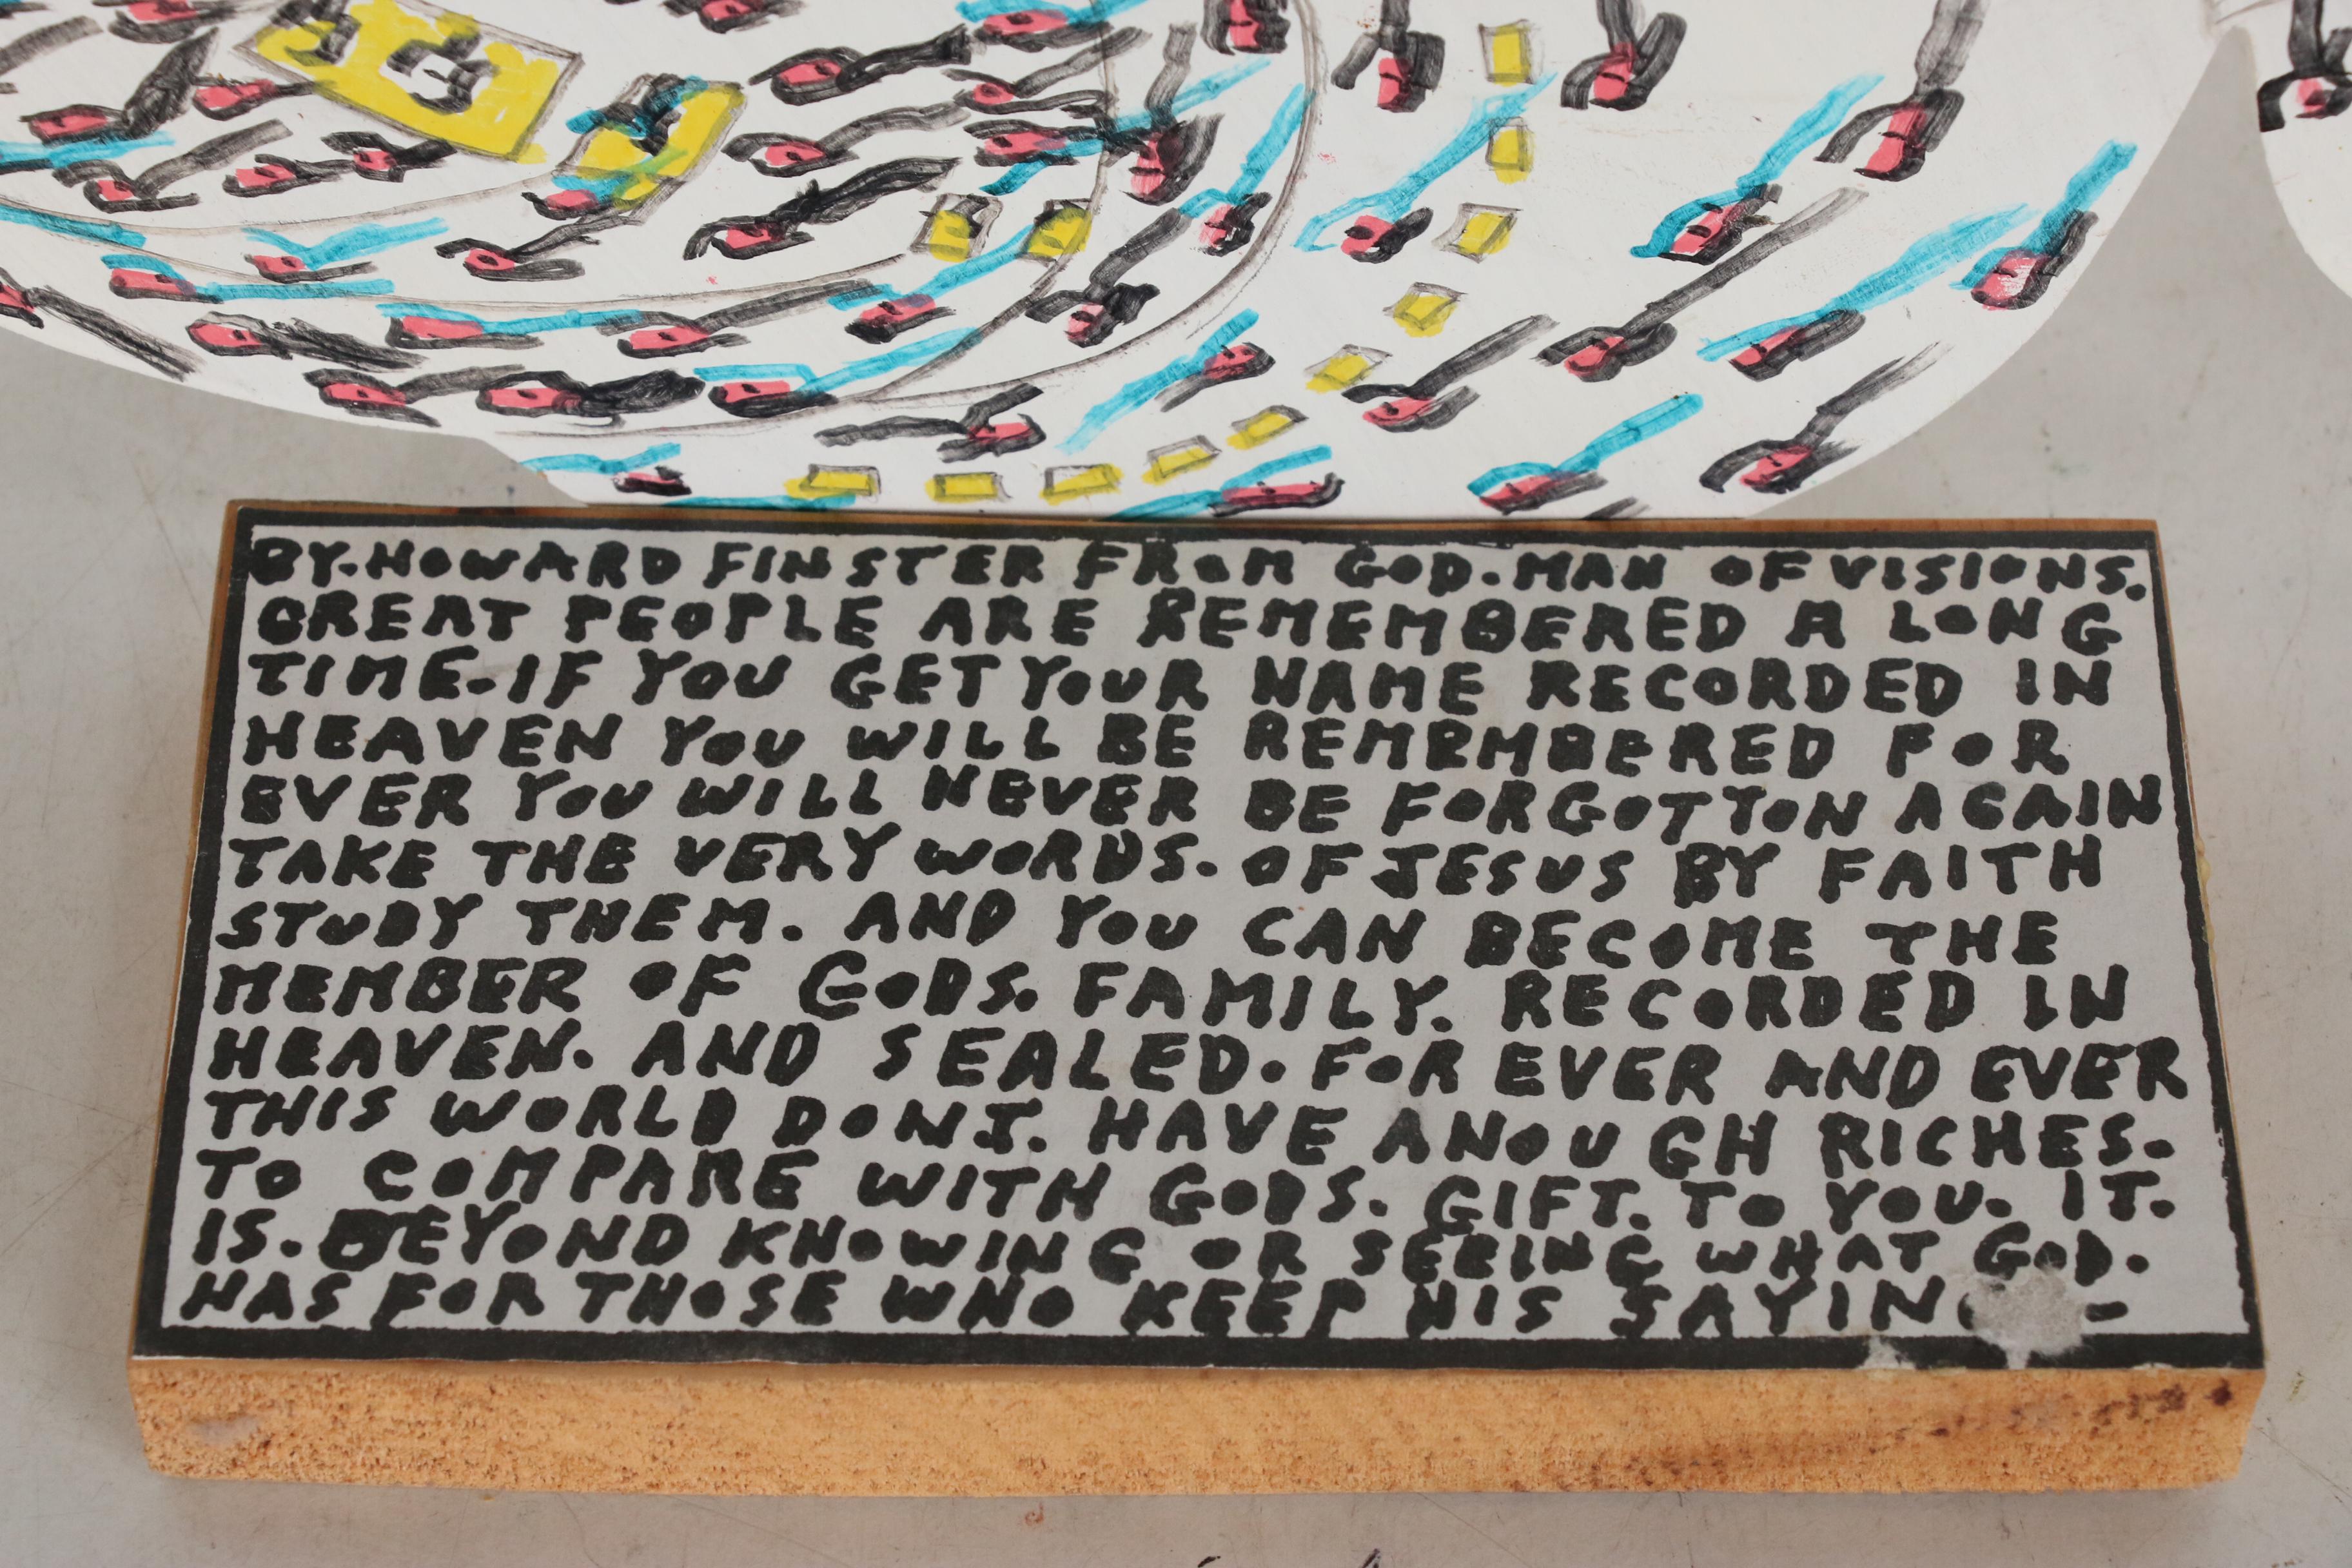 BY. HOWARD FINSTER FROM GOD. MAN OF VISIONS.
GREAT PEOPLE ARE REMEMBERED A LONG
TIME. IF YOU GET YOUR NAME RECORDED IN
HEAVEN YOU WILL BE REMEMBERED FOR
EVER YOU WILL NEVER BE FORGOTTON AGAIN
TAKE THE VERY WORDS. OF JESUS BY FAITH
STUDY THEM. AND YOU CAN BECOME THE
MEMBER OF GODS. FAMILY. RECORDED IN
HEAVEN. AND SEALED. FOR EVER AND EVER
THIS WORLD DONT. HAVE ANOUGH RICHES.
TO COMPARE WITH GODS. GIFT. TO YOU. IT.
IS. BEYOND KNOWING OR SEEING WHAT GOD.
HAS FOR THOSE WHO KEEP HIS